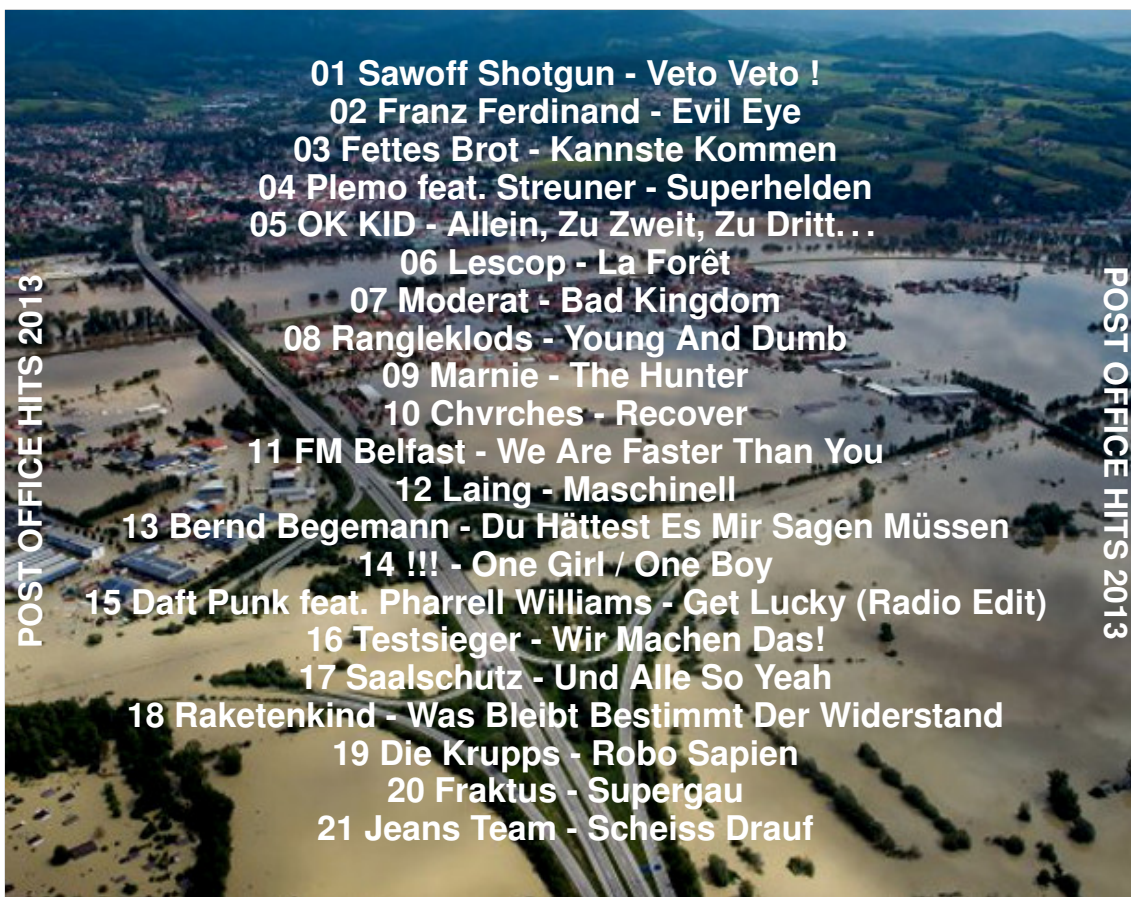 01 Sawoff Shotgun - Veto Veto !
02 Franz Ferdinand - Evil Eye
03 Fettes Brot - Kannste Kommen
04 Plemo feat. Streuner - Superhelden
05 OK KID - Allein, Zu Zweit, Zu Dritt...
06 Lescop - La Forêt
07 Moderat - Bad Kingdom
08 Rangleklods - Young And Dumb
09 Marnie - The Hunter
10 Chvrches - Recover
11 FM Belfast - We Are Faster Than You
12 Laing - Maschinell
13 Bernd Begemann - Du Hättest Es Mir Sagen Müssen
14 !!! - One Girl / One Boy
15 Daft Punk feat. Pharrell Williams - Get Lucky (Radio Edit)
16 Testsieger - Wir Machen Das!
17 Saalschutz - Und Alle So Yeah
18 Raketenkind - Was Bleibt Bestimmt Der Widerstand
19 Die Krupps - Robo Sapien
20 Fraktus - Supergau
21 Jeans Team - Scheiss Drauf
POST OFFICE HITS 2013
POST OFFICE HITS 2013